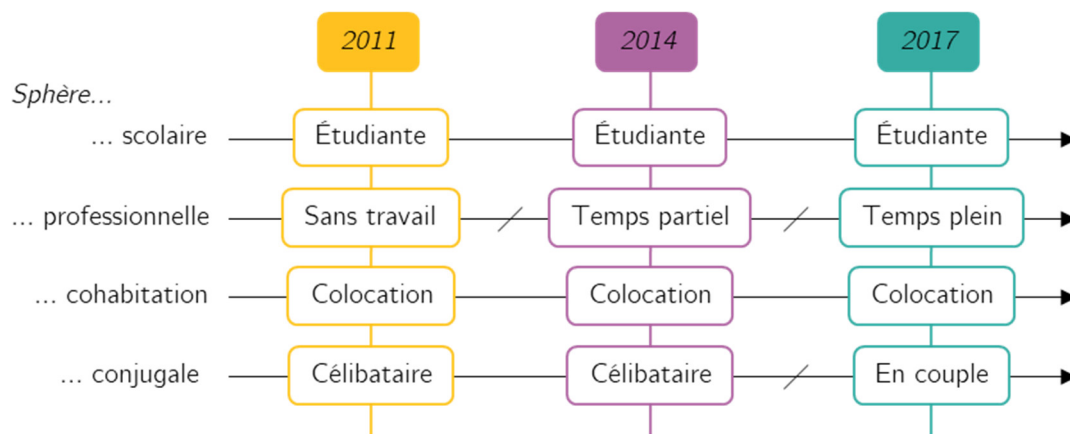 2011 2014 2017
Sphère...
... scolaire Étudiante Étudiante Étudiante
... professionnelle Sans travail Temps partiel Temps plein
... cohabitation Colocation Colocation Colocation
... conjugale Célibataire Célibataire En couple